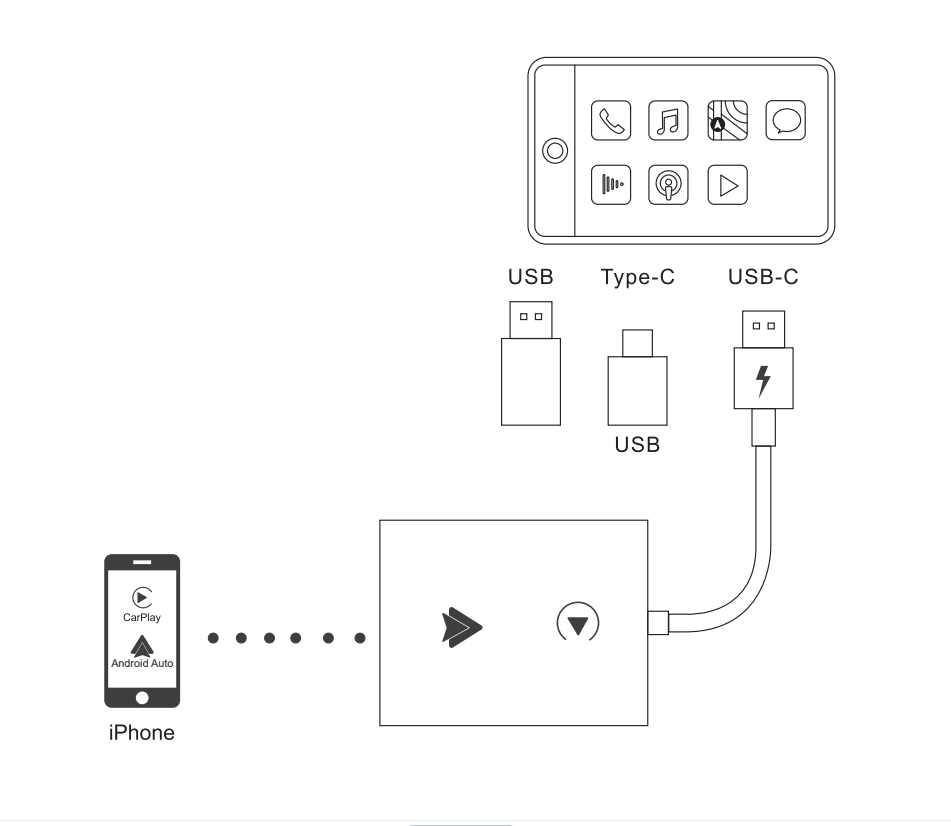 USB
Type-C
USB-C
USB
CarPlay
Android Auto
iPhone